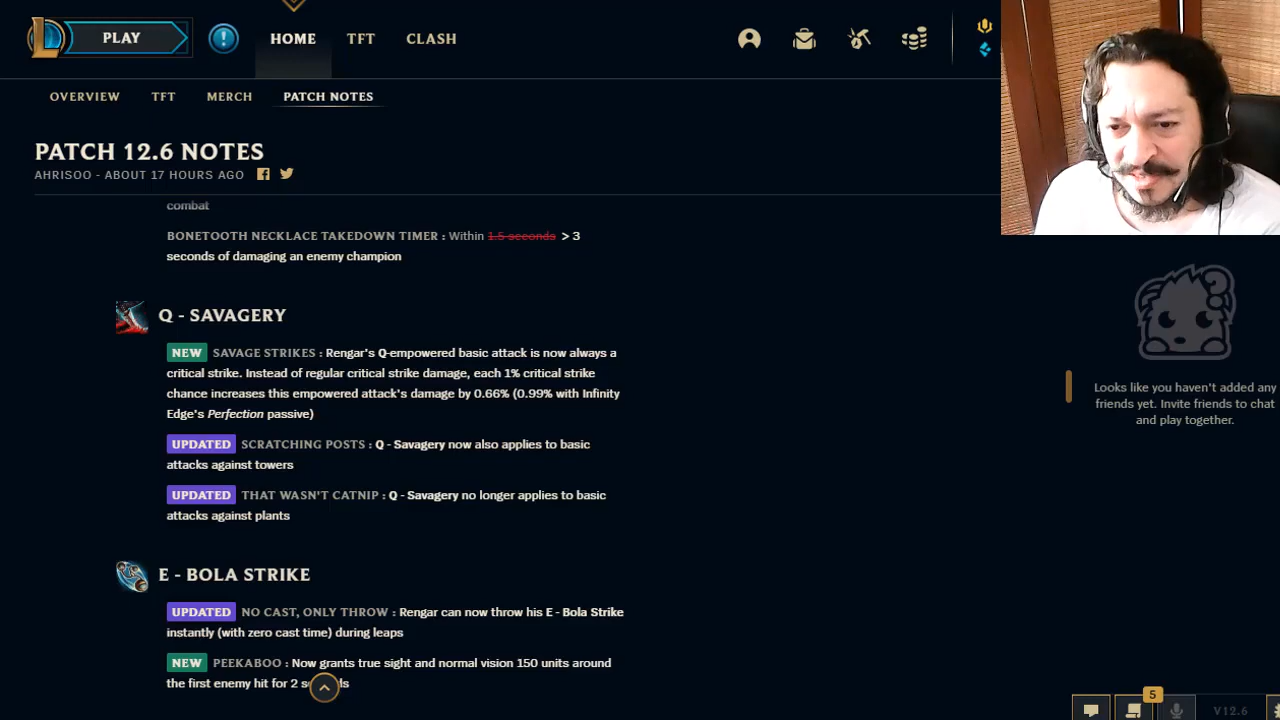 PLAY
HOME
TFT
CLASH
OVERVIEW
TFT
MERCH
PATCH NOTES
PATCH 12.6 NOTES
AHRISOO - ABOUT 17 HOURS AGO
combat
BONETOOTH NECKLACE TAKEDOWN TIMER : Within 1.5 seconds > 3
seconds of damaging an enemy champion
Q - SAVAGERY
NEW SAVAGE STRIKES : Rengar's Q-empowered basic attack is now always a
critical strike. Instead of regular critical strike damage, each 1% critical strike
chance increases this empowered attack's damage by 0.66% (0.99% with Infinity
Edge's Perfection passive)
UPDATED SCRATCHING POSTS : Q - Savagery now also applies to basic
attacks against towers
UPDATED THAT WASN'T CATNIP : Q - Savagery no longer applies to basic
attacks against plants
E - BOLA STRIKE
UPDATED NO CAST, ONLY THROW : Rengar can now throw his E - Bola Strike
instantly (with zero cast time) during leaps
NEW PEEKABOO : Now grants true sight and normal vision 150 units around
the first enemy hit for 2
Looks like you haven't added any
friends yet. Invite friends to chat
and play together.
5
V12.6